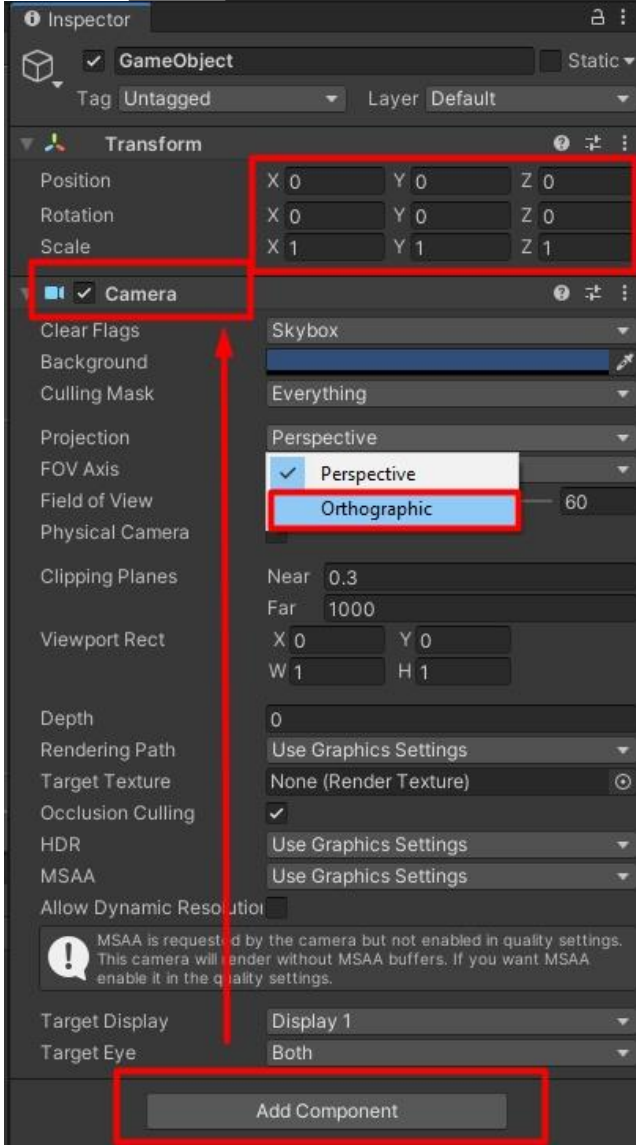 Inspector
GameObject Static
Tag Untagged Layer Default
Transform
Position X 0 Y 0 Z 0
Rotation X 0 Y 0 Z 0
Scale X 1 Y 1 Z 1
Camera
Clear Flags Skybox
Background
Culling Mask Everything
Projection Perspective
FOV Axis Perspective
Field of View Orthographic 60
Physical Camera
Clipping Planes Near 0.3
Far 1000
Viewport Rect X 0 Y 0
W 1 H 1
Depth 0
Rendering Path Use Graphics Settings
Target Texture None (Render Texture)
Occlusion Culling
HDR Use Graphics Settings
MSAA Use Graphics Settings
Allow Dynamic Resolution
MSAA is requested by the camera but not enabled in quality settings.
This camera will render without MSAA buffers. If you want MSAA
enable it in the quality settings.
Target Display Display 1
Target Eye Both
Add Component